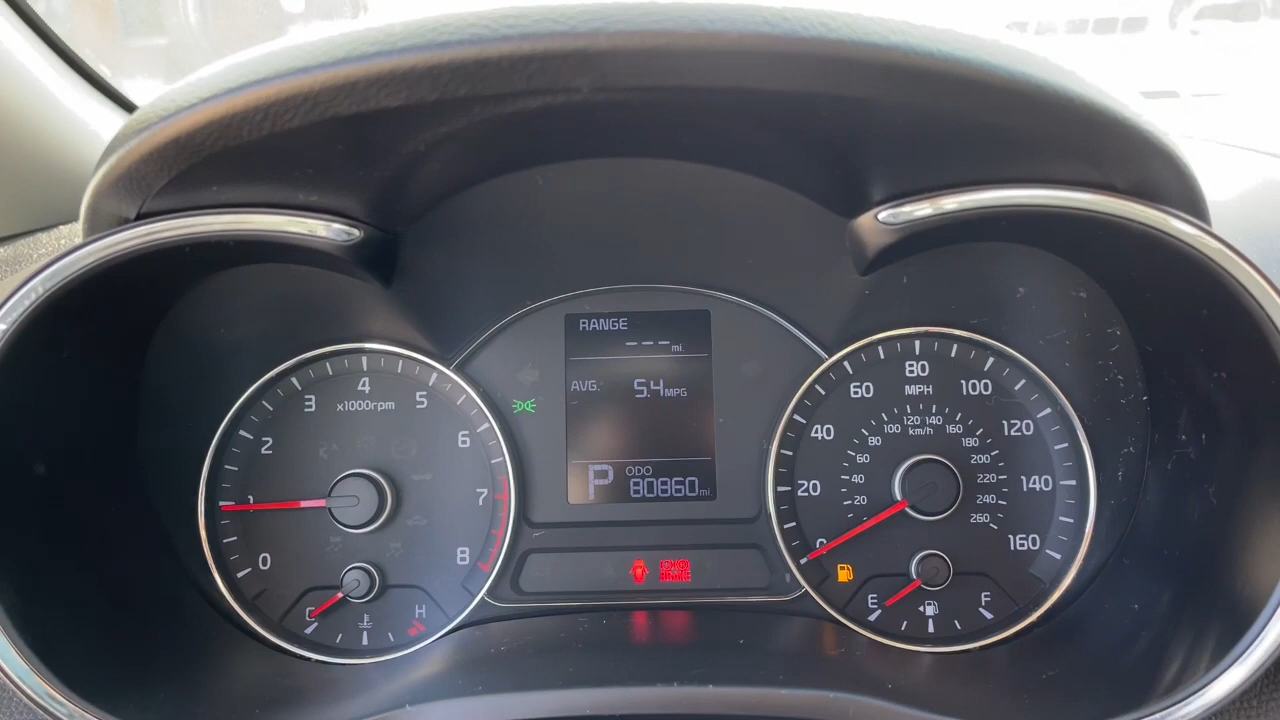 RANGE
--- mi.
AVG. 5.4 MPG
P
ODO
80860 mi.
0 1 2 3 4 5 6 7 8
x1000rpm
C H
0 20 40 60 80 100 120 140 160
MPH
20 40 60 80 100 120 140 160 180 200 220 240 260
km/h
BRAKE
E F